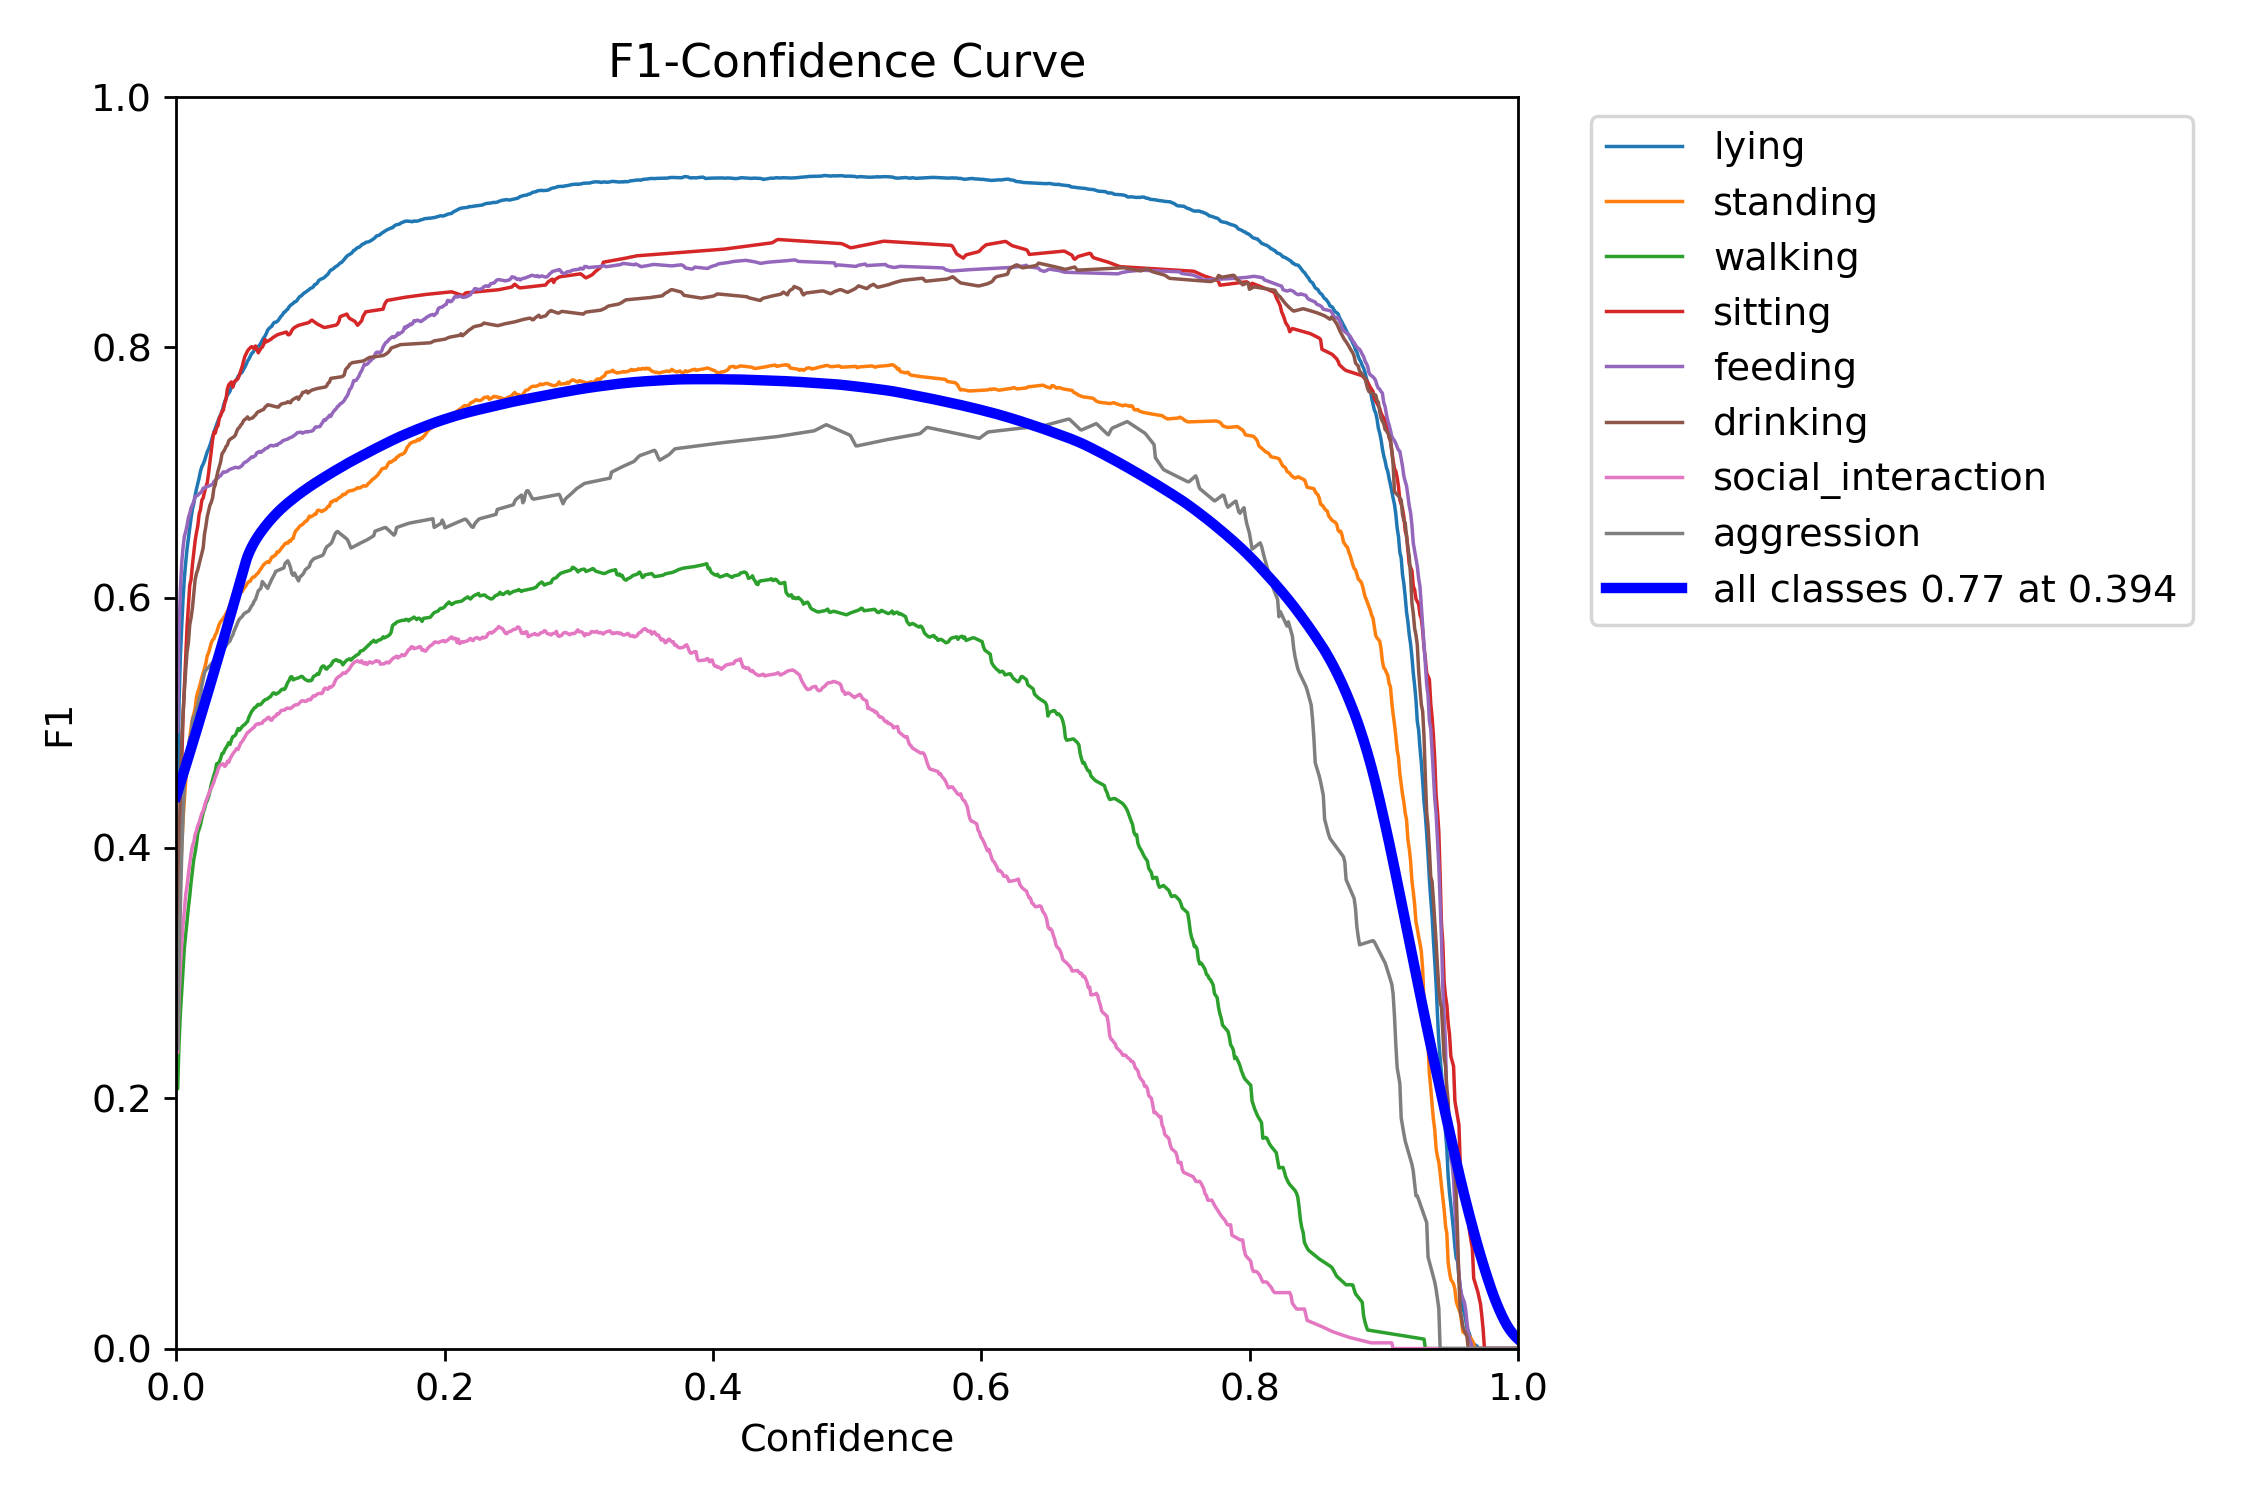 F1-Confidence Curve
1.0
0.8
0.6
0.4
0.2
0.0
F1
0.0 0.2 0.4 0.6 0.8 1.0
Confidence
lying
standing
walking
sitting
feeding
drinking
social_interaction
aggression
all classes 0.77 at 0.394